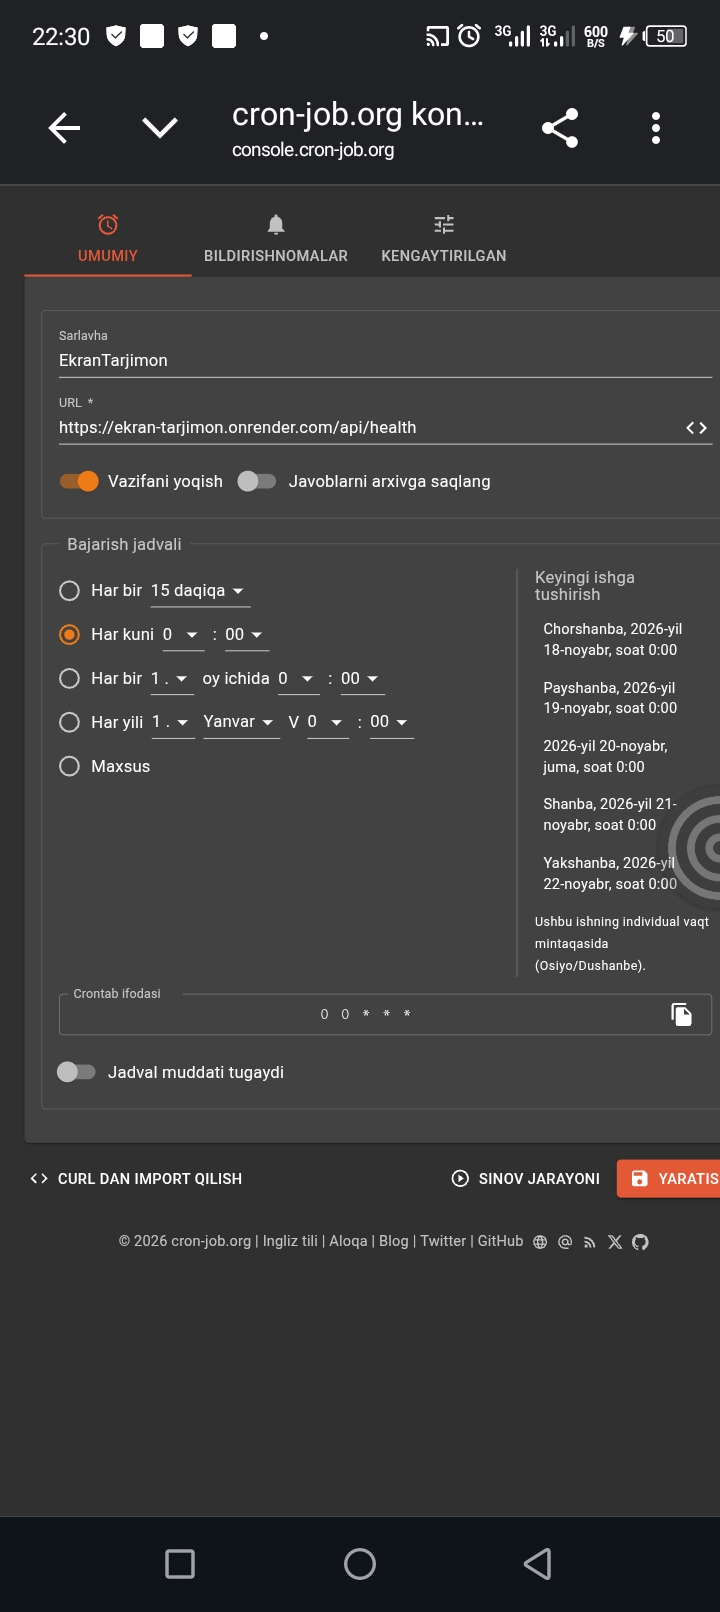 22:30
3G 3G 600 B/S 50
cron-job.org kon...
console.cron-job.org
UMUMIY BILDIRISHNOMALAR KENGAYTIRILGAN
Sarlavha
EkranTarjimon
URL *
https://ekran-tarjimon.onrender.com/api/health
Vazifani yoqish Javoblarni arxivga saqlang
Bajarish jadvali
Har bir 15 daqiqa
Har kuni 0 : 00
Har bir 1 . oy ichida 0 : 00
Har yili 1 . Yanvar V 0 : 00
Maxsus
Keyingi ishga
tushirish
Chorshanba, 2026-yil
18-noyabr, soat 0:00
Payshanba, 2026-yil
19-noyabr, soat 0:00
2026-yil 20-noyabr,
juma, soat 0:00
Shanba, 2026-yil 21-
noyabr, soat 0:00
Yakshanba, 2026-yil
22-noyabr, soat 0:00
Ushbu ishning individual vaqt
mintaqasida
(Osiyo/Dushanbe).
Crontab ifodasi
0 0 * * *
Jadval muddati tugaydi
CURL DAN IMPORT QILISH SINOV JARAYONI YARATIS
© 2026 cron-job.org | Ingliz tili | Aloqa | Blog | Twitter | GitHub